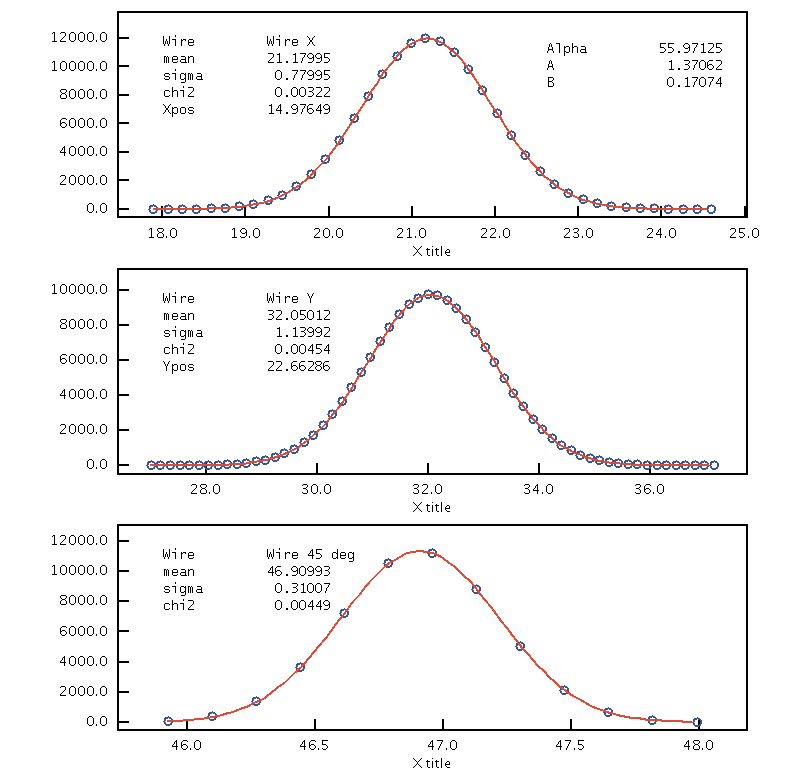 12000.0
10000.0
8000.0
6000.0
4000.0
2000.0
0.0
Wire Wire X
mean 21.17995
sigma 0.77995
chi2 0.00322
Xpos 14.97649
Alpha 55.97125
A 1.37062
B 0.17074
18.0 19.0 20.0 21.0 22.0 23.0 24.0 25.0
X title
10000.0
8000.0
6000.0
4000.0
2000.0
0.0
Wire Wire Y
mean 32.05012
sigma 1.13992
chi2 0.00454
Ypos 22.66286
28.0 30.0 32.0 34.0 36.0
X title
12000.0
10000.0
8000.0
6000.0
4000.0
2000.0
0.0
Wire Wire 45 deg
mean 46.90993
sigma 0.31007
chi2 0.00449
46.0 46.5 47.0 47.5 48.0
X title